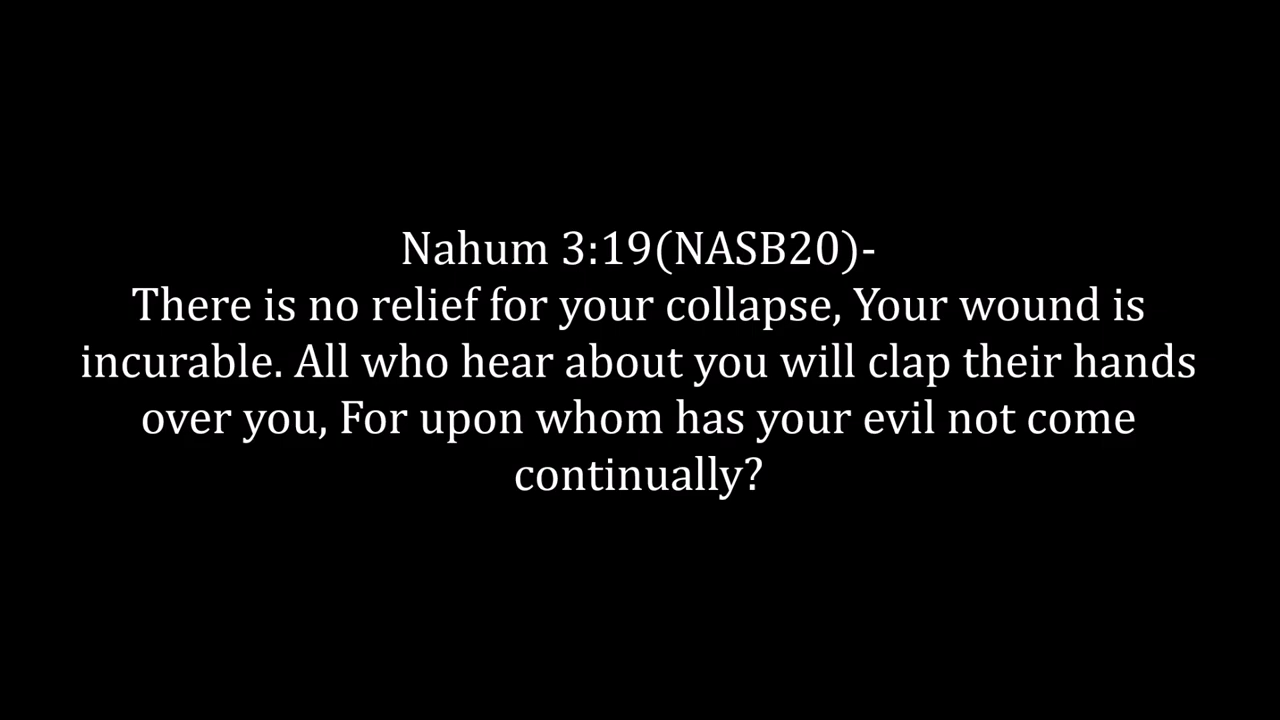 Nahum 3:19(NASB20)-
There is no relief for your collapse, Your wound is
incurable. All who hear about you will clap their hands
over you, For upon whom has your evil not come
continually?